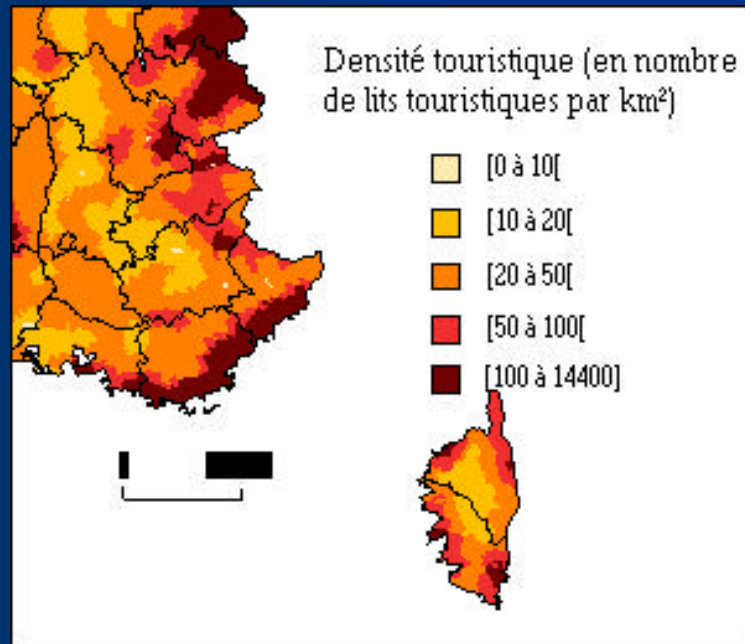 Densité touristique (en nombre
de lits touristiques par km²)
[0 à 10[
[10 à 20[
[20 à 50[
[50 à 100[
[100 à 14400]